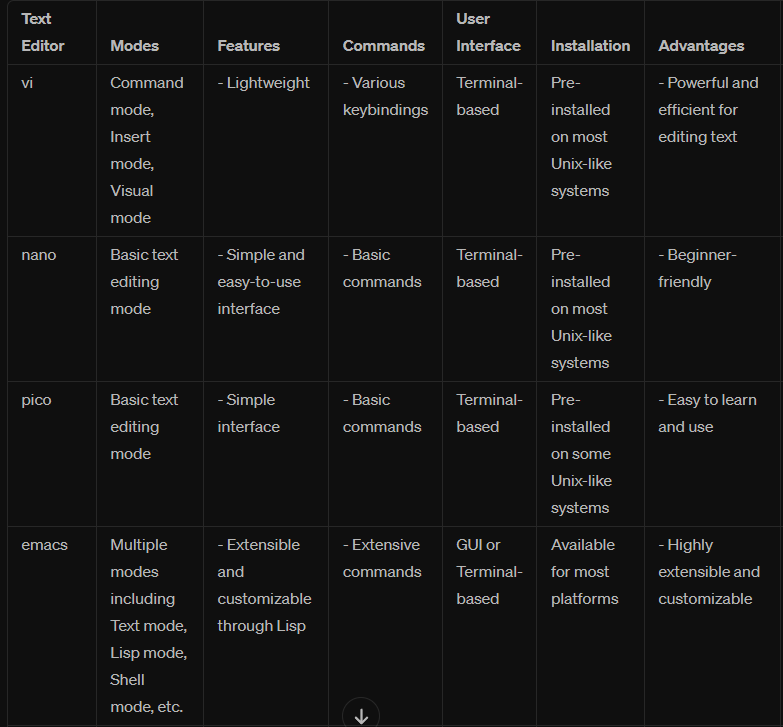 Text Editor	Modes	Features	Commands	User Interface	Installation	Advantages
vi	Command mode, Insert mode, Visual mode	- Lightweight	- Various keybindings	Terminal-based	Pre-installed on most Unix-like systems	- Powerful and efficient for editing text
nano	Basic text editing mode	- Simple and easy-to-use interface	- Basic commands	Terminal-based	Pre-installed on most Unix-like systems	- Beginner-friendly
pico	Basic text editing mode	- Simple interface	- Basic commands	Terminal-based	Pre-installed on some Unix-like systems	- Easy to learn and use
emacs	Multiple modes including Text mode, Lisp mode, Shell mode, etc.	- Extensible and customizable through Lisp	- Extensive commands	GUI or Terminal-based	Available for most platforms	- Highly extensible and customizable